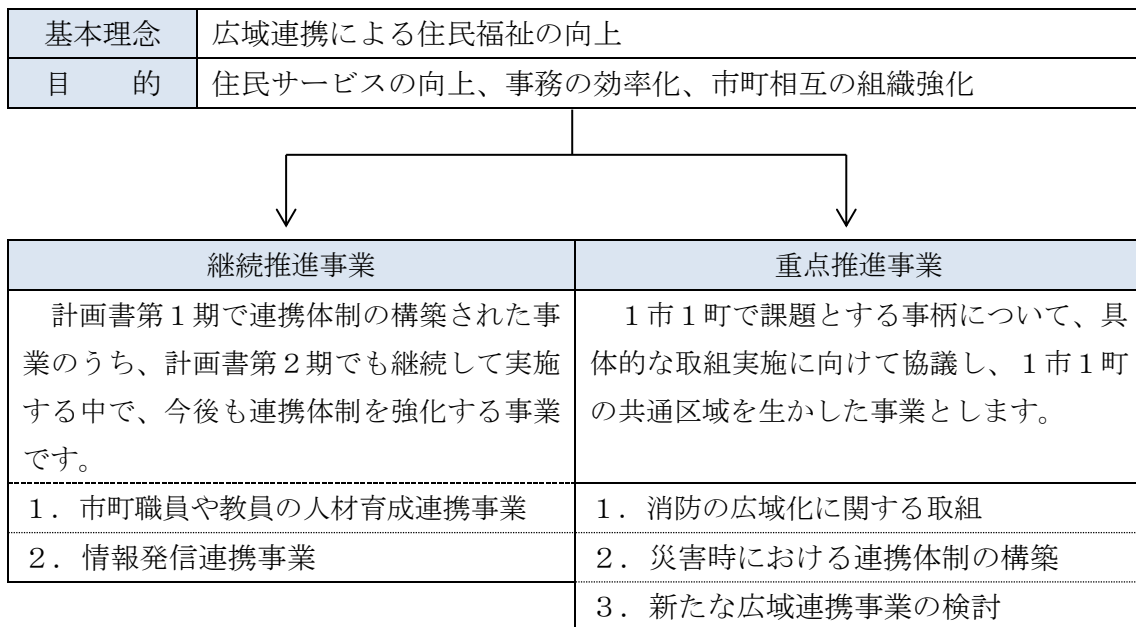 基本理念 広域連携による住民福祉の向上
目　的 住民サービスの向上、事務の効率化、市町相互の組織強化
継続推進事業
計画書第１期で連携体制の構築された事
業のうち、計画書第２期でも継続して実施
する中で、今後も連携体制を強化する事業
です。
１．市町職員や教員の人材育成連携事業
２．情報発信連携事業
重点推進事業
１市１町で課題とする事柄について、具
体的な取組実施に向けて協議し、１市１町
の共通区域を生かした事業とします。
１．消防の広域化に関する取組
２．災害時における連携体制の構築
３．新たな広域連携事業の検討